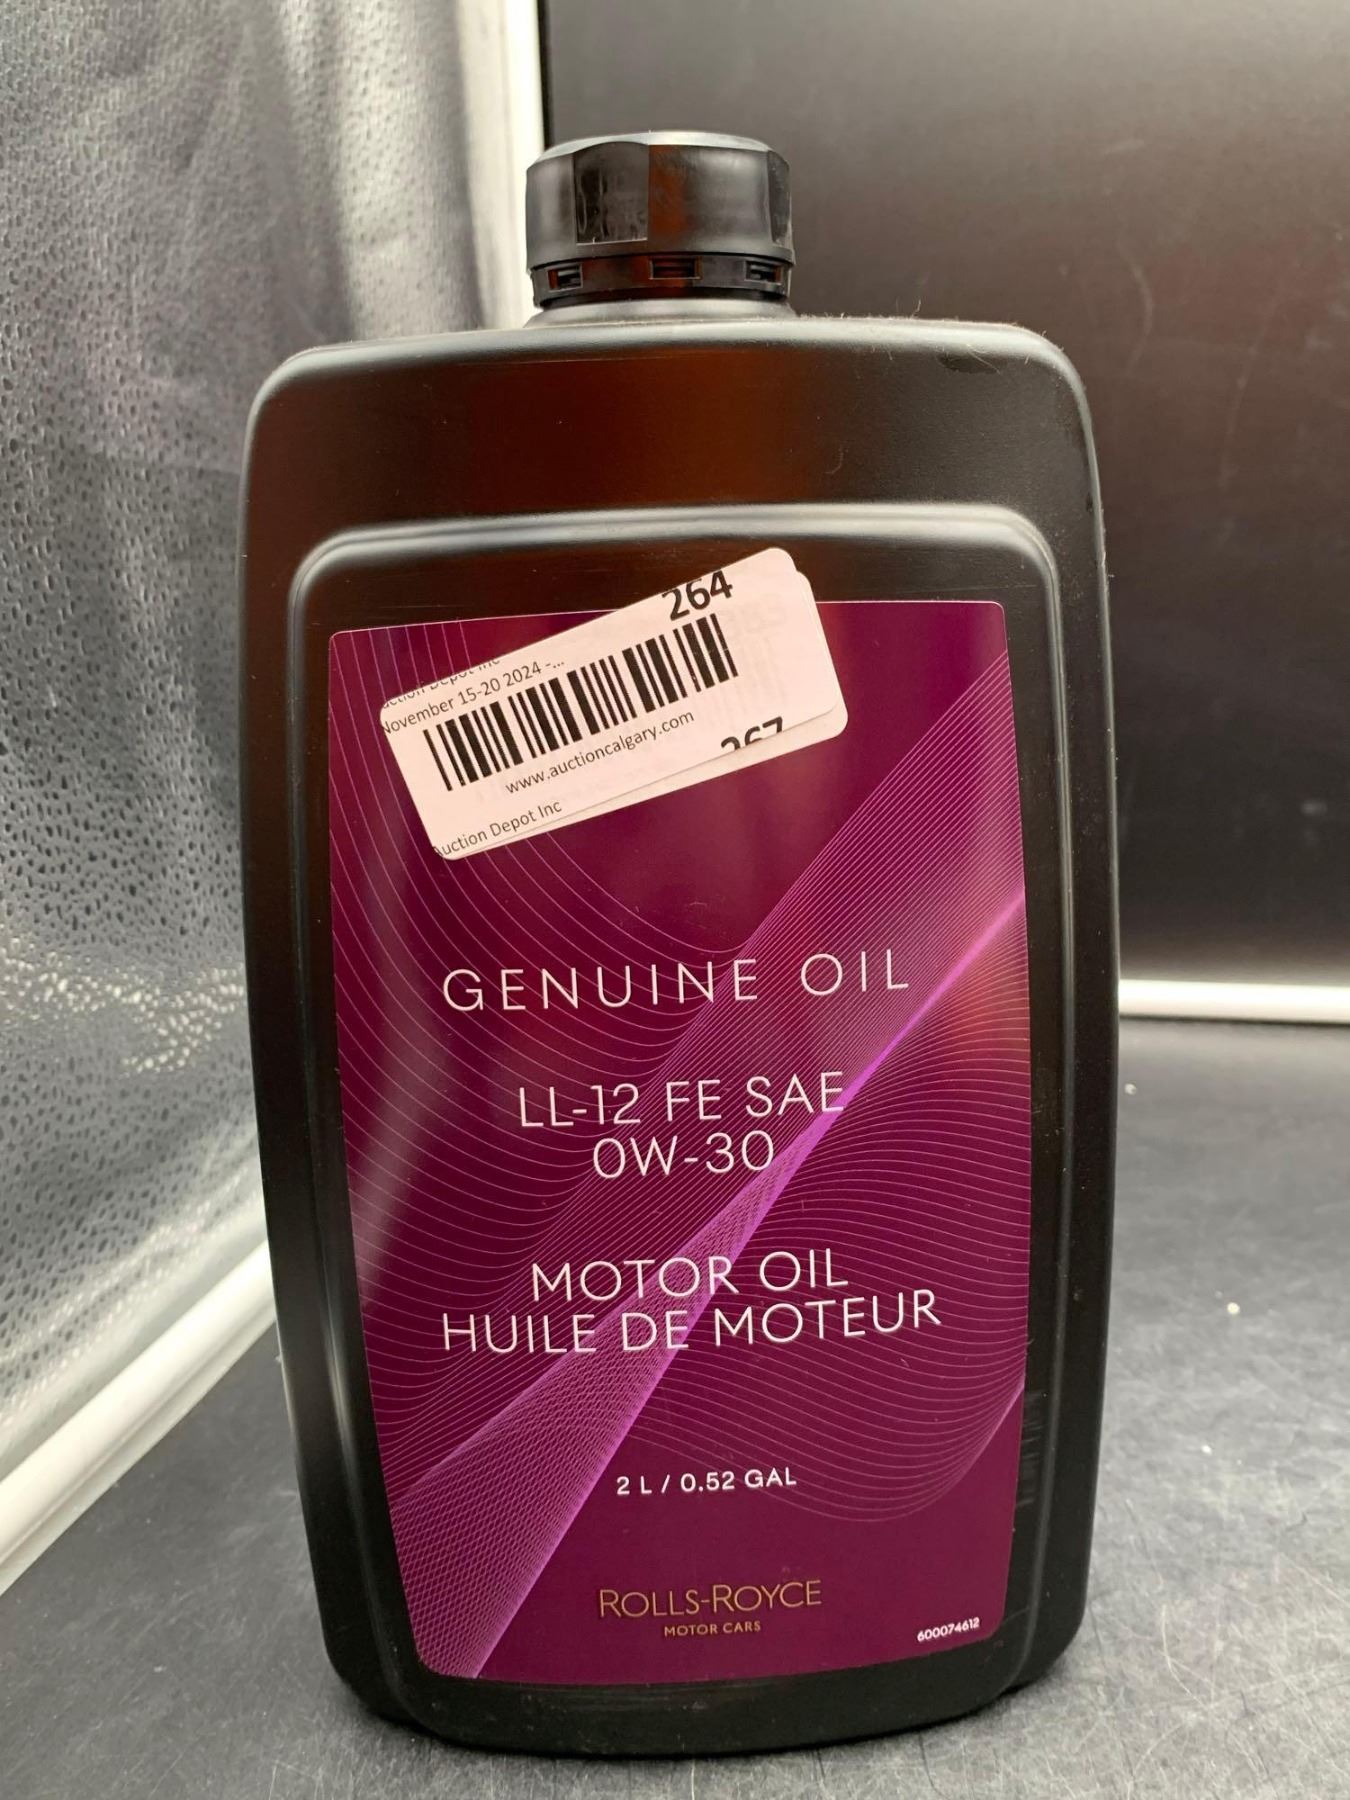 264
November 15-20 2024 -...
www.auctioncalgary.com
267
Depot Inc
GENUINE OIL
LL-12 FE SAE
0W-30
MOTOR OIL
HUILE DE MOTEUR
2 L / 0.52 GAL
ROLLS-ROYCE
MOTOR CARS
600074612